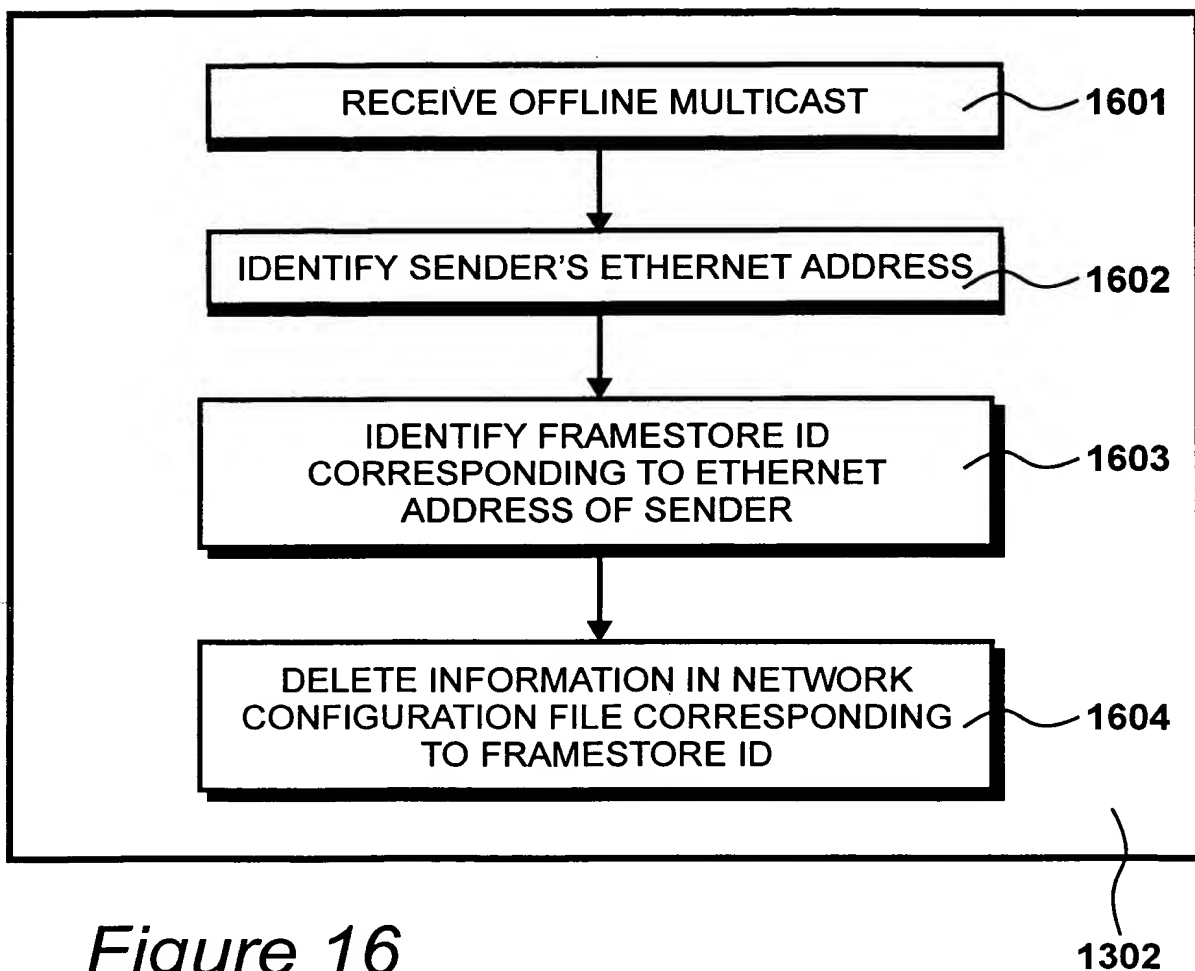 RECEIVE OFFLINE MULTICAST
1601
IDENTIFY SENDER'S ETHERNET ADDRESS
1602
IDENTIFY FRAMESTORE ID
CORRESPONDING TO ETHERNET
ADDRESS OF SENDER
1603
DELETE INFORMATION IN NETWORK
CONFIGURATION FILE CORRESPONDING
TO FRAMESTORE ID
1604
1302
Figure 16